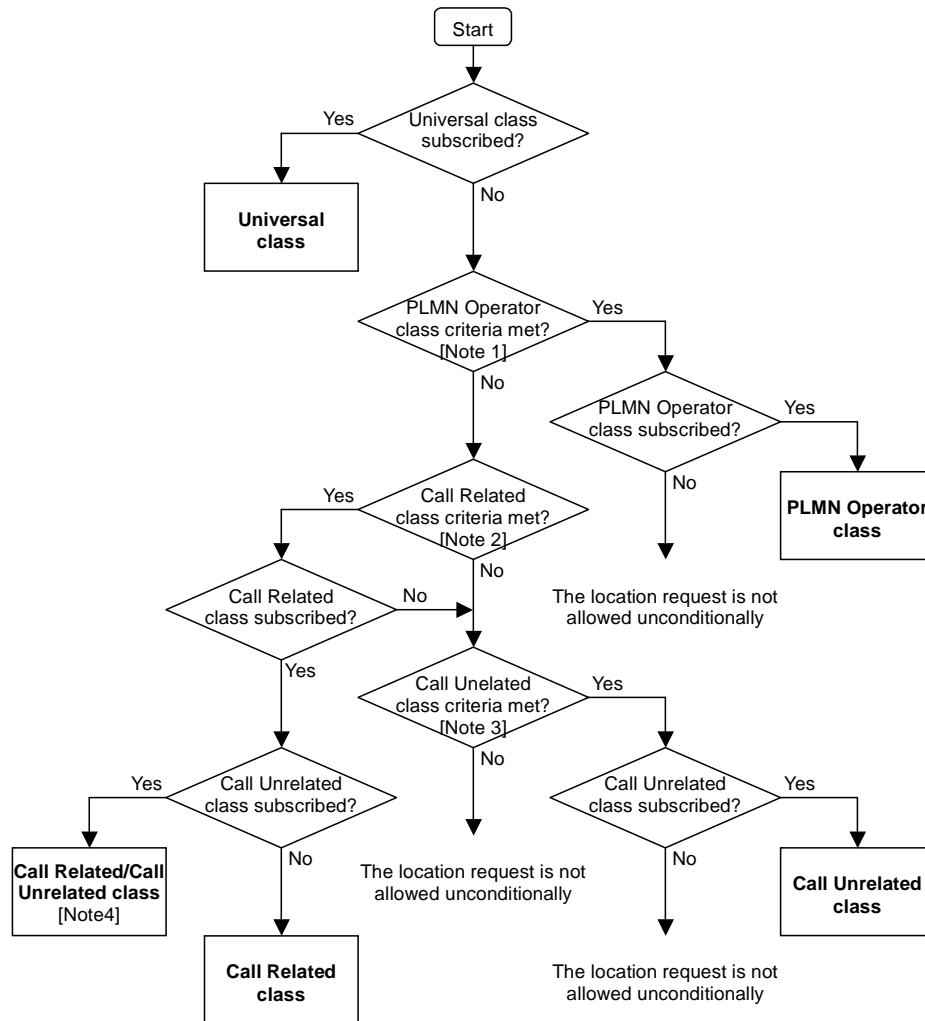 Start
Universal class
subscribed?
Yes
No
Universal
class
PLMN Operator
class criteria met?
[Note 1]
Yes
No
PLMN Operator
class subscribed?
Yes
No
PLMN Operator
class
The location request is not
allowed unconditionally
Call Related
class criteria met?
[Note 2]
Yes
No
Call Related
class subscribed?
No
Yes
Call Unelated
class criteria met?
[Note 3]
Yes
No
Call Unrelated
class subscribed?
Yes
No
Call Unrelated
class subscribed?
Yes
No
Call Related/Call
Unrelated class
[Note4]
The location request is not
allowed unconditionally
Call Unrelated
class
Call Related
class
The location request is not
allowed unconditionally